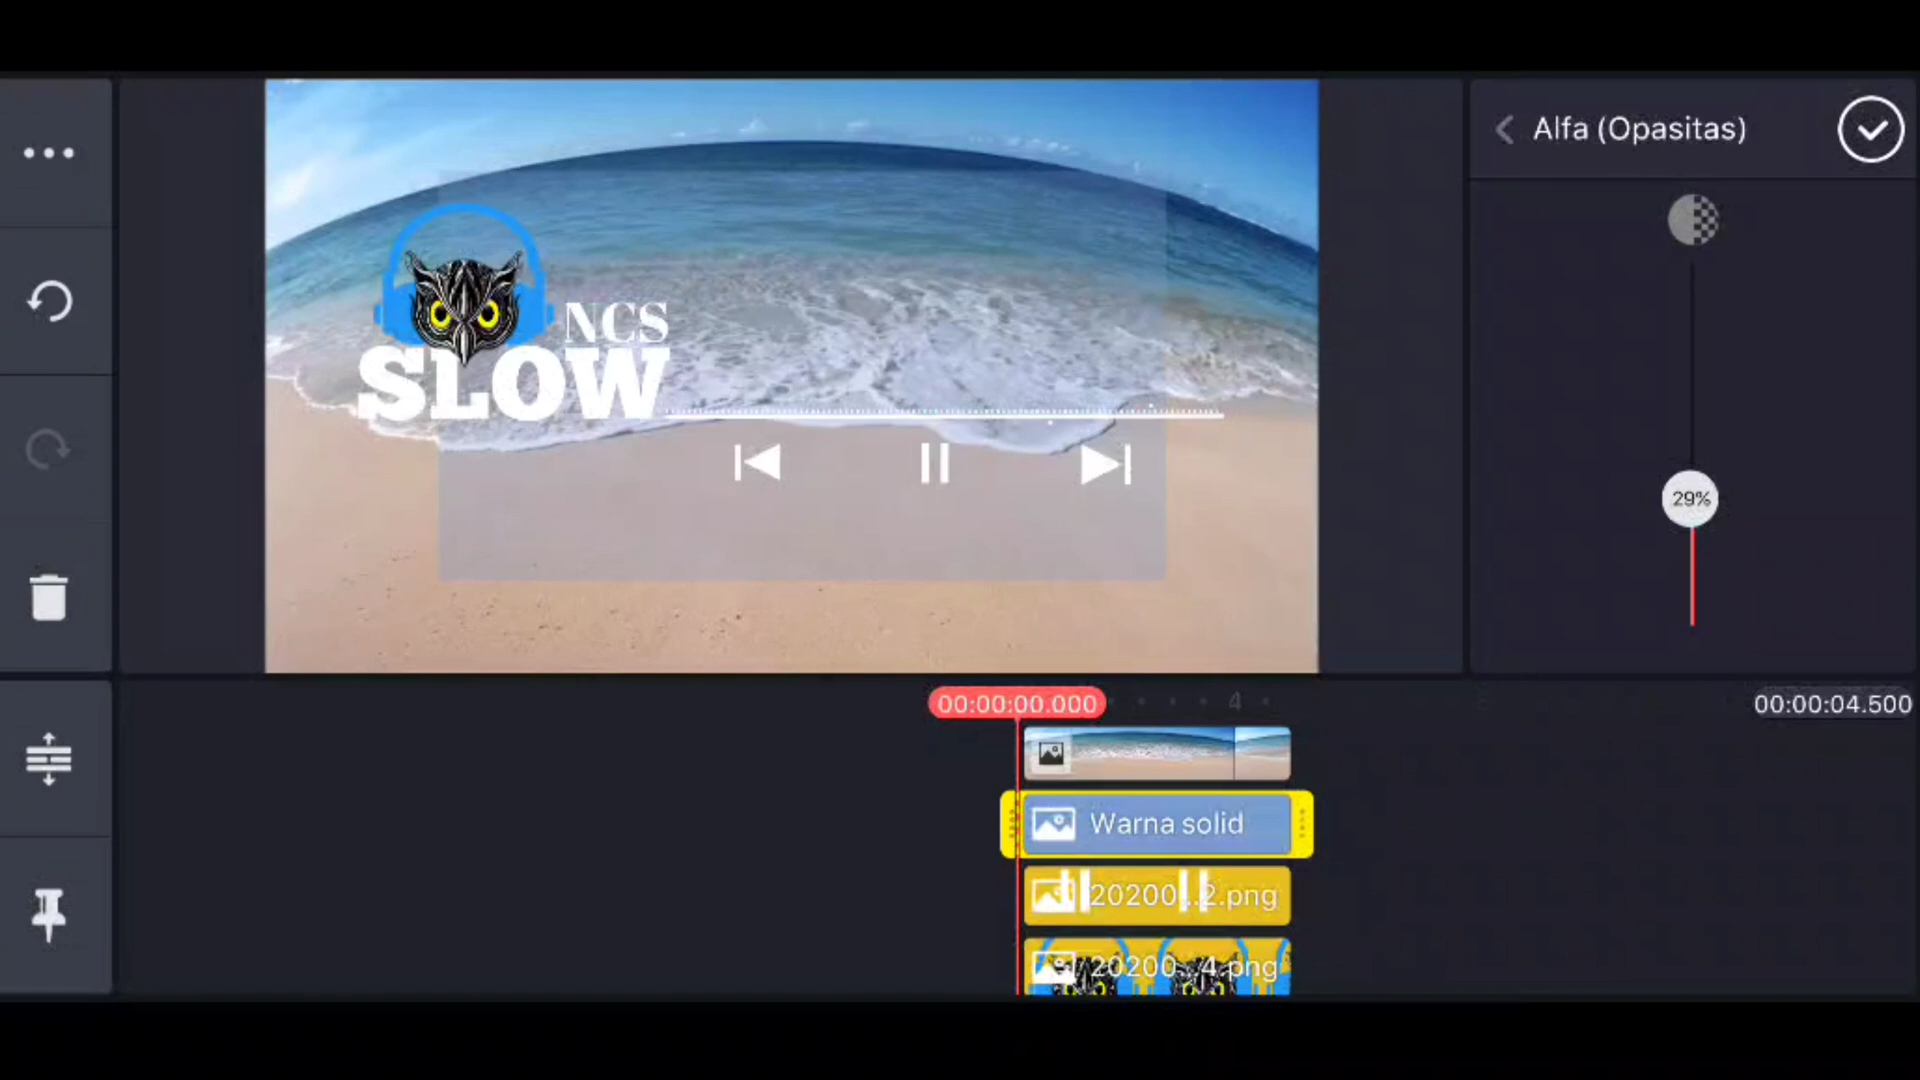 Alfa (Opasitas)
29%
NCS
SLOW
00:00:00.000
4
00:00:04.500
Warna solid
20200...2.png
20200...4.png